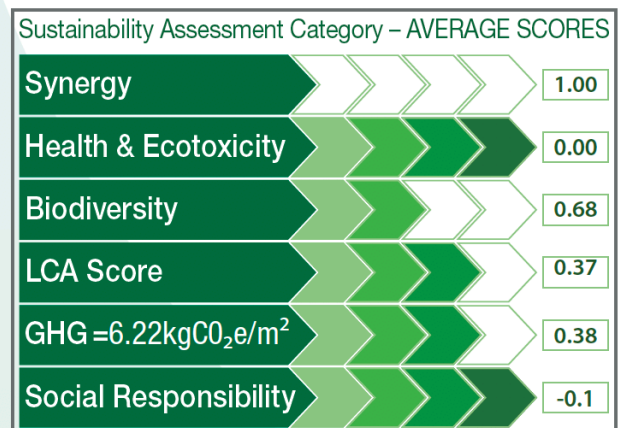 Sustainability Assessment Category – AVERAGE SCORES
Synergy 1.00
Health & Ecotoxicity 0.00
Biodiversity 0.68
LCA Score 0.37
GHG =6.22kgC0₂e/m² 0.38
Social Responsibility -0.1